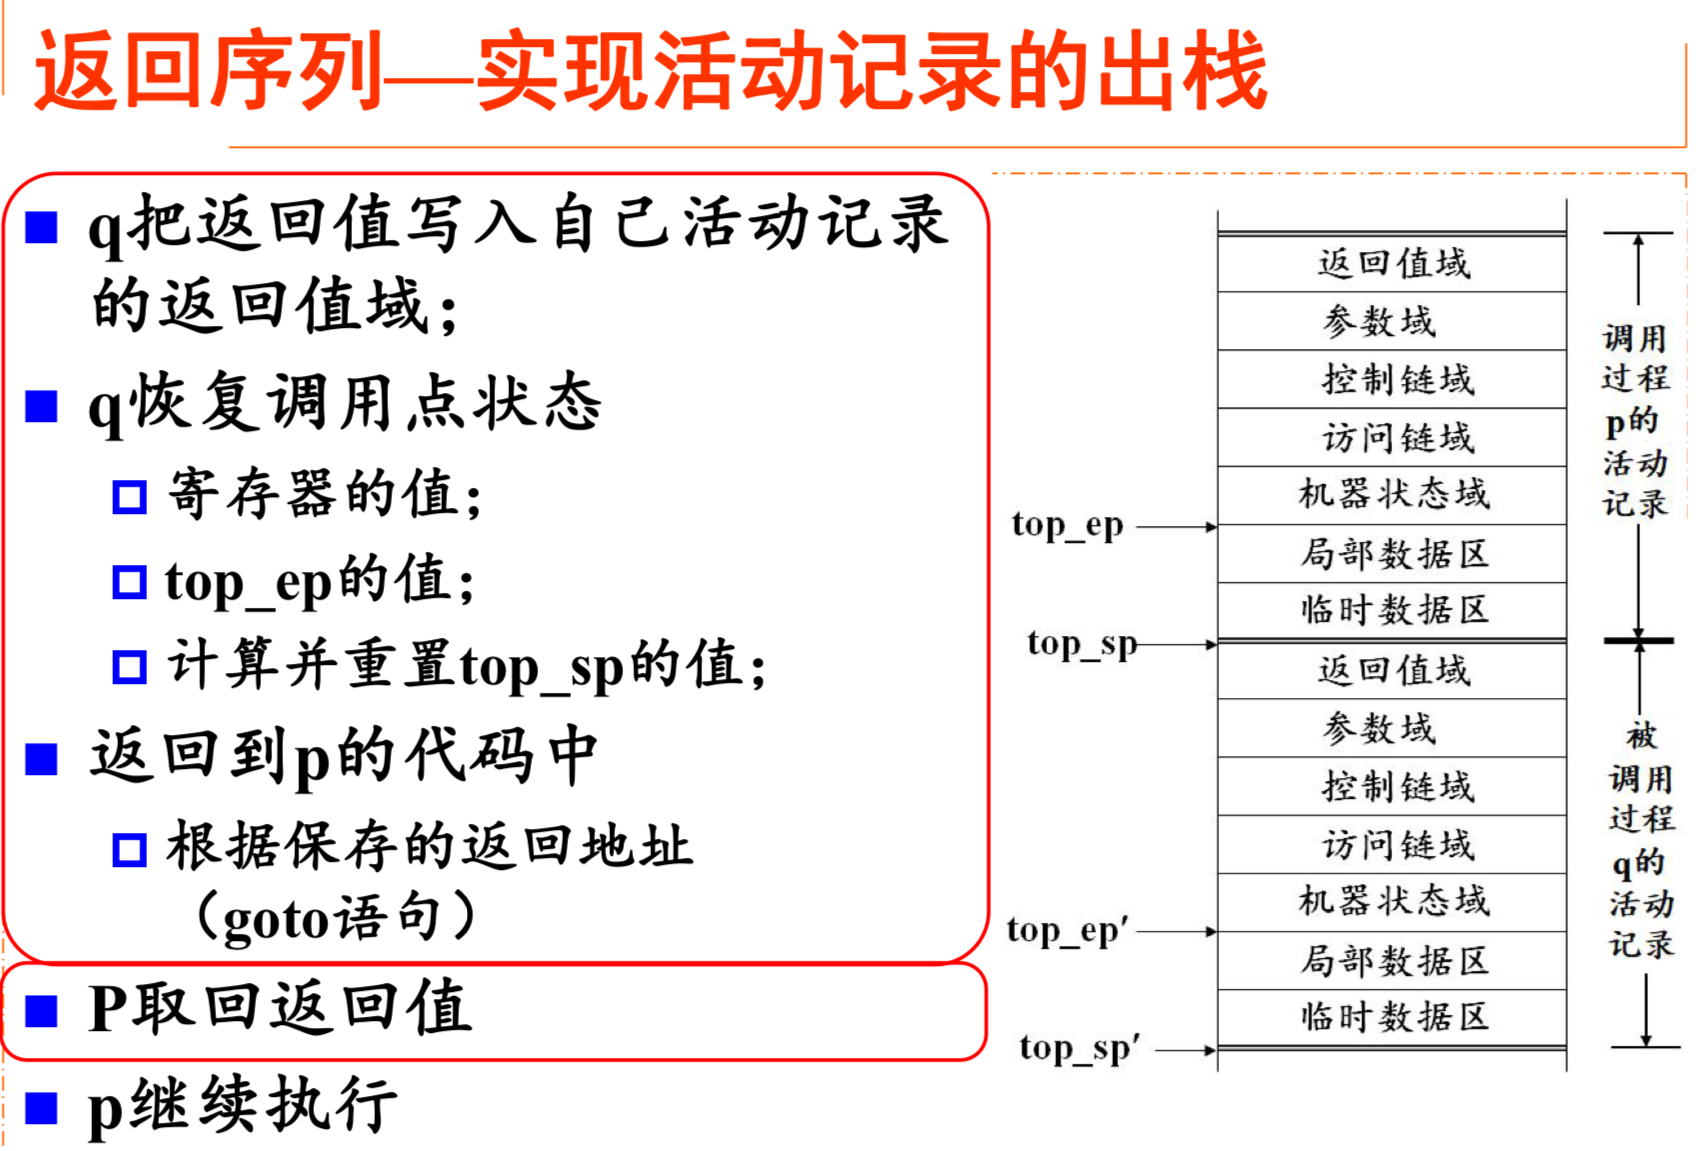 返回序列—实现活动记录的出栈
q把返回值写入自己活动记录
的返回值域；
q恢复调用点状态
寄存器的值；
top_ep的值；
计算并重置top_sp的值；
返回到p的代码中
根据保存的返回地址
（goto语句）
P取回返回值
p继续执行
返回值域
参数域
控制链域
访问链域
机器状态域
top_ep
局部数据区
临时数据区
top_sp
返回值域
参数域
控制链域
访问链域
机器状态域
top_ep′
局部数据区
临时数据区
top_sp′
调用
过程
p的
活动
记录
被
调用
过程
q的
活动
记录